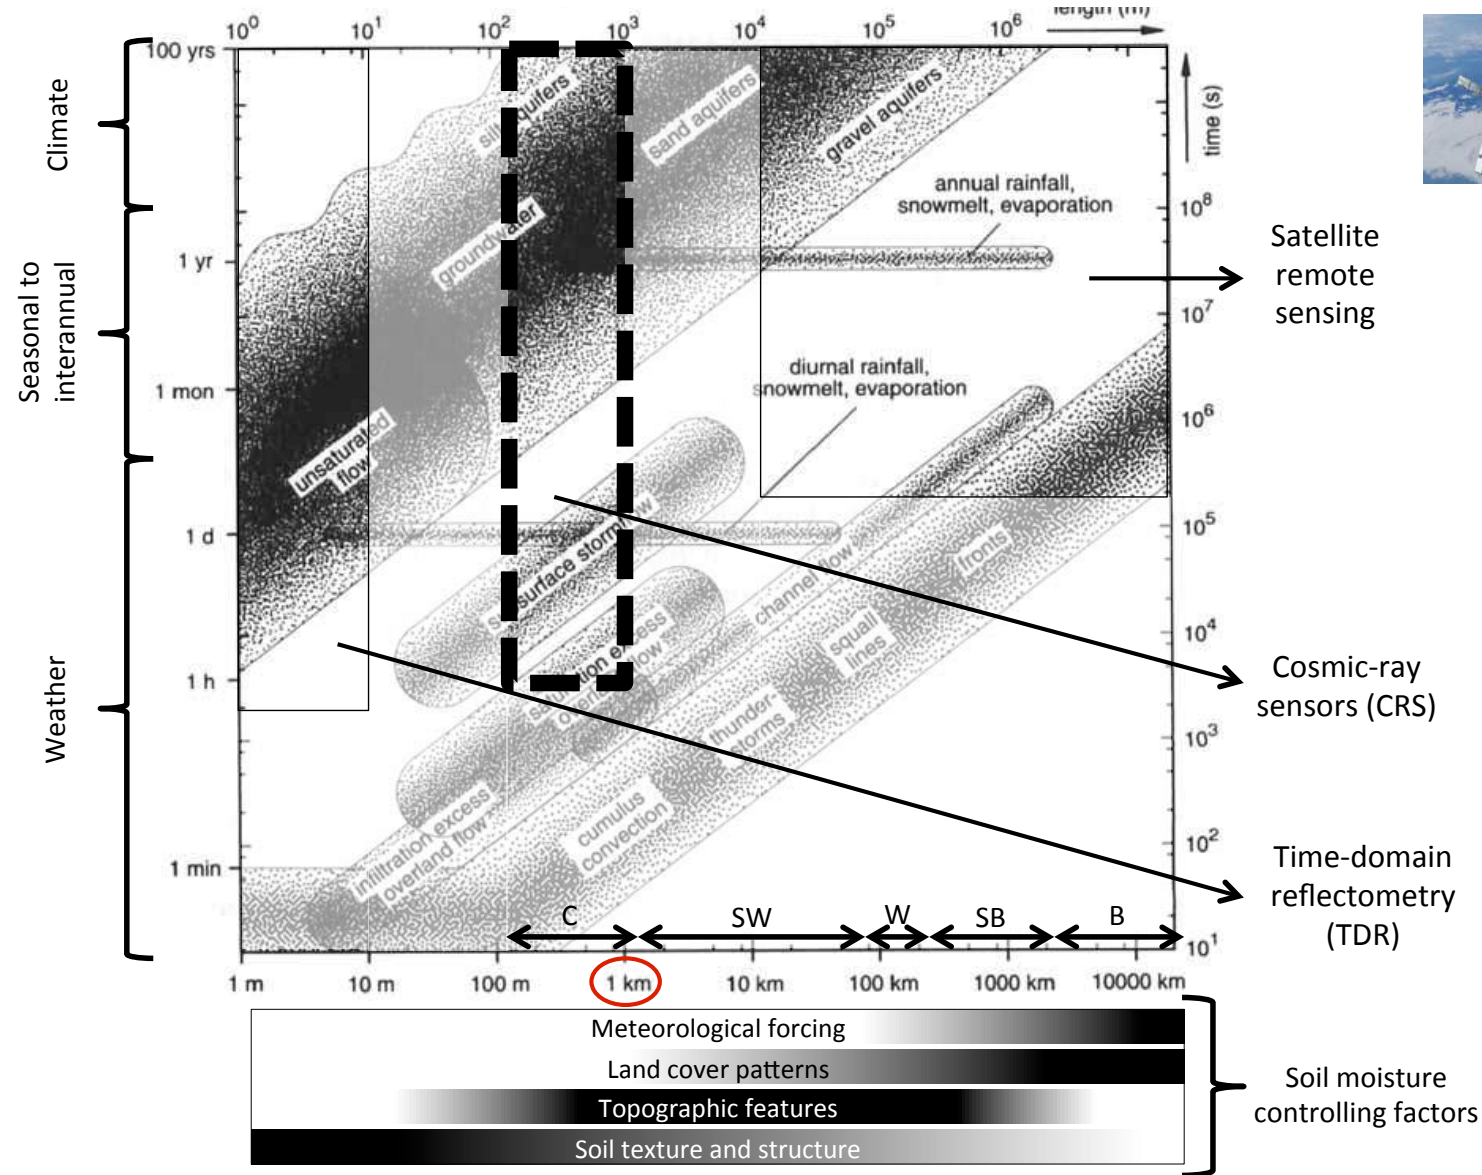 10⁰ 10¹ 10² 10³ 10⁴ 10⁵ 10⁶ length (m)
100 yrs
1 yr
1 mon
1 d
1 h
1 min
Climate
Seasonal to
interannual
Weather
time (s)
10⁸
10⁷
10⁶
10⁵
10⁴
10³
10²
10¹
silt aquifers
sand aquifers
gravel aquifers
groundwater
unsaturated
flow
annual rainfall,
snowmelt, evaporation
diurnal rainfall,
snowmelt, evaporation
subsurface stormflow
saturation excess
overland flow
infiltration excess
overland flow
channel flow
fronts
squall
lines
thunder
storms
cumulus
convection
Satellite
remote
sensing
Cosmic-ray
sensors (CRS)
Time-domain
reflectometry
(TDR)
C SW W SB B
1 m 10 m 100 m 1 km 10 km 100 km 1000 km 10000 km
Meteorological forcing
Land cover patterns
Topographic features
Soil texture and structure
Soil moisture
controlling factors